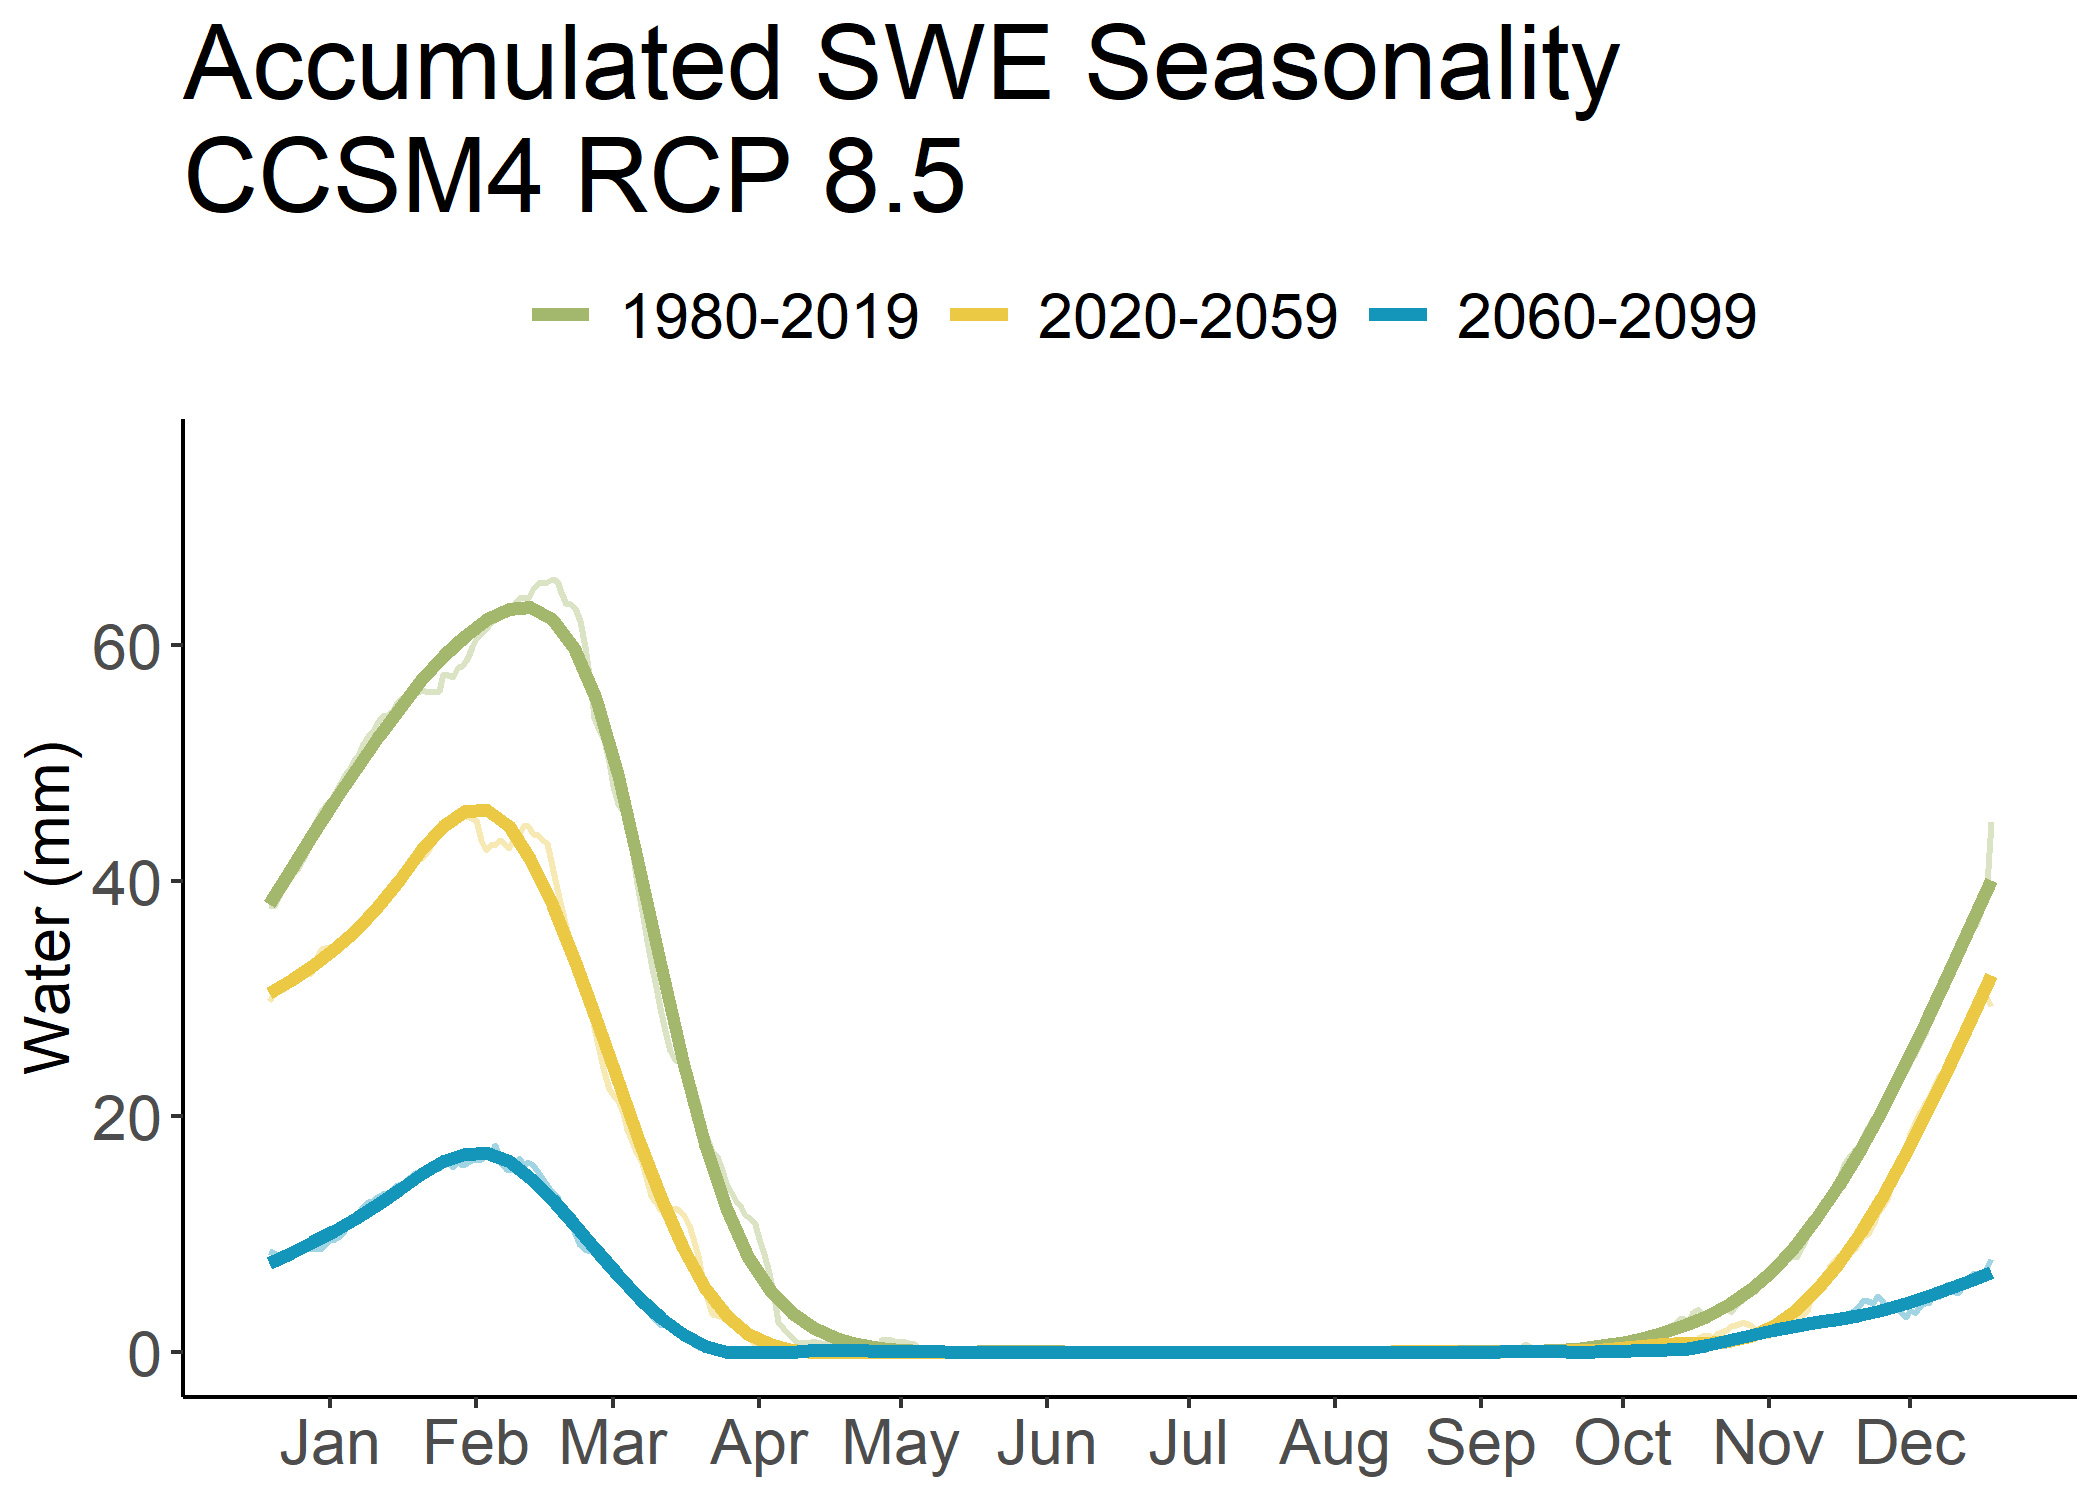 Accumulated SWE Seasonality
CCSM4 RCP 8.5
1980-2019 2020-2059 2060-2099
Water (mm)
60
40
20
0
Jan Feb Mar Apr May Jun Jul Aug Sep Oct Nov Dec